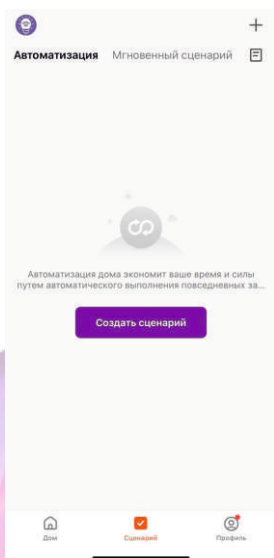 Автоматизация Мгновенный сценарий
Автоматизация дома экономит ваше время и силы
путем автоматического выполнения повседневных за...
Создать сценарий
Дом Сценарий Профиль